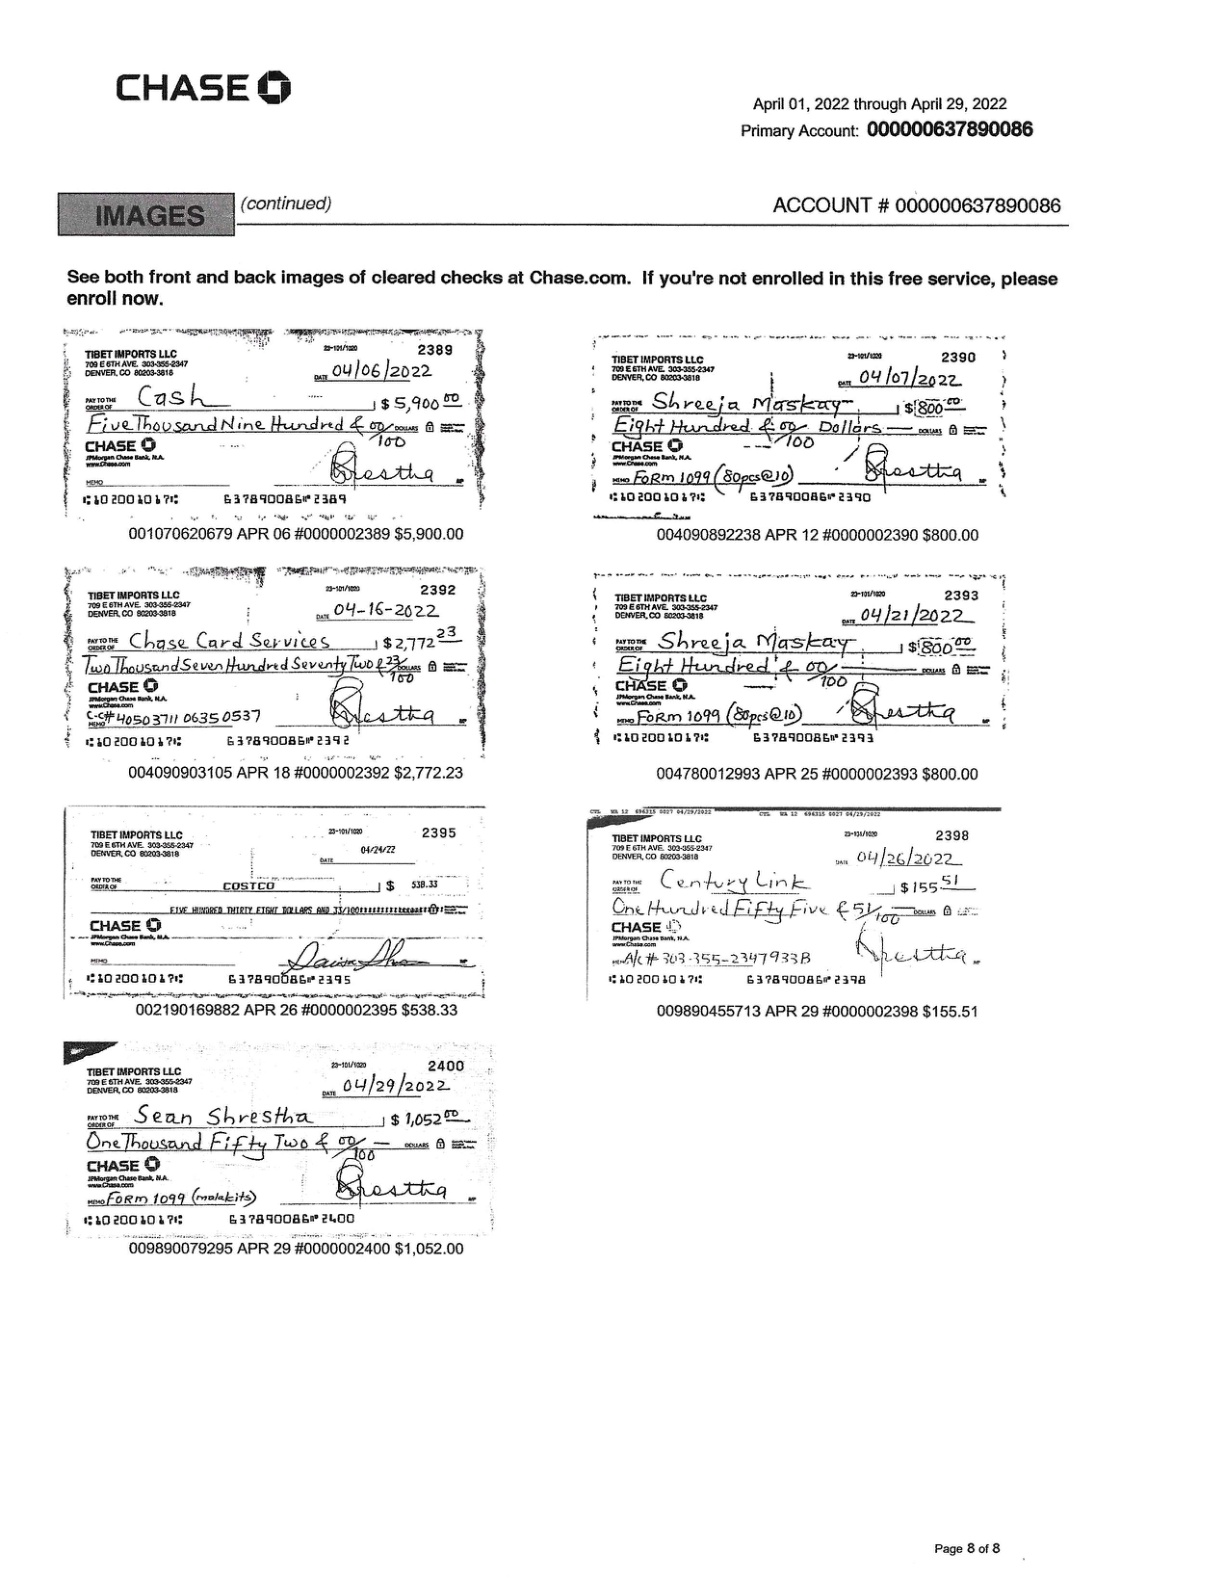 CHASE
April 01, 2022 through April 29, 2022
Primary Account: 000000637890086
IMAGES (continued)
ACCOUNT # 000000637890086
See both front and back images of cleared checks at Chase.com. If you're not enrolled in this free service, please
enroll now.
TIBET IMPORTS LLC
709 E 6TH AVE. 303-355-2347
DENVER, CO 80203-3818
23-101/1020
2389
DATE 04/06/2022
PAY TO THE ORDER OF Cash $ 5,900 00
Five Thousand Nine Hundred & 00/100 DOLLARS
CHASE
JPMorgan Chase Bank, N.A.
www.Chase.com
MEMO
⑆102001017⑆ 637890086⑈2389
001070620679 APR 06 #0000002389 $5,900.00
TIBET IMPORTS LLC
709 E 6TH AVE. 303-355-2347
DENVER, CO 80203-3818
23-101/1020
2390
DATE 04/07/2022
PAY TO THE ORDER OF Shreeja Maskay $ 800.00
Eight Hundred & 00/100 Dollars DOLLARS
CHASE
JPMorgan Chase Bank, N.A.
www.Chase.com
MEMO Form 1099 (80pcs@10)
⑆102001017⑆ 637890086⑈2390
004090892238 APR 12 #0000002390 $800.00
TIBET IMPORTS LLC
709 E 6TH AVE. 303-355-2347
DENVER, CO 80203-3818
23-101/1020
2392
DATE 04-16-2022
PAY TO THE ORDER OF Chase Card Services $ 2,772 23
Two Thousand Seven Hundred Seventy Two & 23/100 DOLLARS
CHASE
JPMorgan Chase Bank, N.A.
www.Chase.com
MEMO C-C# 40503711 06350537
⑆102001017⑆ 637890086⑈2392
004090903105 APR 18 #0000002392 $2,772.23
TIBET IMPORTS LLC
709 E 6TH AVE. 303-355-2347
DENVER, CO 80203-3818
23-101/1020
2393
DATE 04/21/2022
PAY TO THE ORDER OF Shreeja Maskay $ 800.00
Eight Hundred & 00/100 DOLLARS
CHASE
JPMorgan Chase Bank, N.A.
www.Chase.com
MEMO Form 1099 (80pcs@10)
⑆102001017⑆ 637890086⑈2393
004780012993 APR 25 #0000002393 $800.00
TIBET IMPORTS LLC
709 E 6TH AVE. 303-355-2347
DENVER, CO 80203-3818
23-101/1020
2395
04/24/22
DATE
PAY TO THE ORDER OF COSTCO $ 538.33
FIVE HUNDRED THIRTY EIGHT DOLLARS AND 33/100
CHASE
JPMorgan Chase Bank, N.A.
www.Chase.com
MEMO
⑆102001017⑆ 637890086⑈2395
002190169882 APR 26 #0000002395 $538.33
CTL WA 12 696315 0027 04/29/2022 CTL WA 12 696315 0027 04/29/2022
TIBET IMPORTS LLC
709 E 6TH AVE. 303-355-2347
DENVER, CO 80203-3818
23-101/1020
2398
DATE 04/26/2022
PAY TO THE ORDER OF Century Link $ 155 51
One Hundred Fifty Five & 51/100 DOLLARS
CHASE
JPMorgan Chase Bank, N.A.
www.Chase.com
MEMO A/c # 303-355-2347933B
⑆102001017⑆ 637890086⑈2398
009890455713 APR 29 #0000002398 $155.51
TIBET IMPORTS LLC
709 E 6TH AVE. 303-355-2347
DENVER, CO 80203-3818
23-101/1020
2400
DATE 04/29/2022
PAY TO THE ORDER OF Sean Shrestha $ 1,052 00
One Thousand Fifty Two & 00/100 DOLLARS
CHASE
JPMorgan Chase Bank, N.A.
www.Chase.com
MEMO Form 1099 (malakits)
⑆102001017⑆ 637890086⑈2400
009890079295 APR 29 #0000002400 $1,052.00
Page 8 of 8